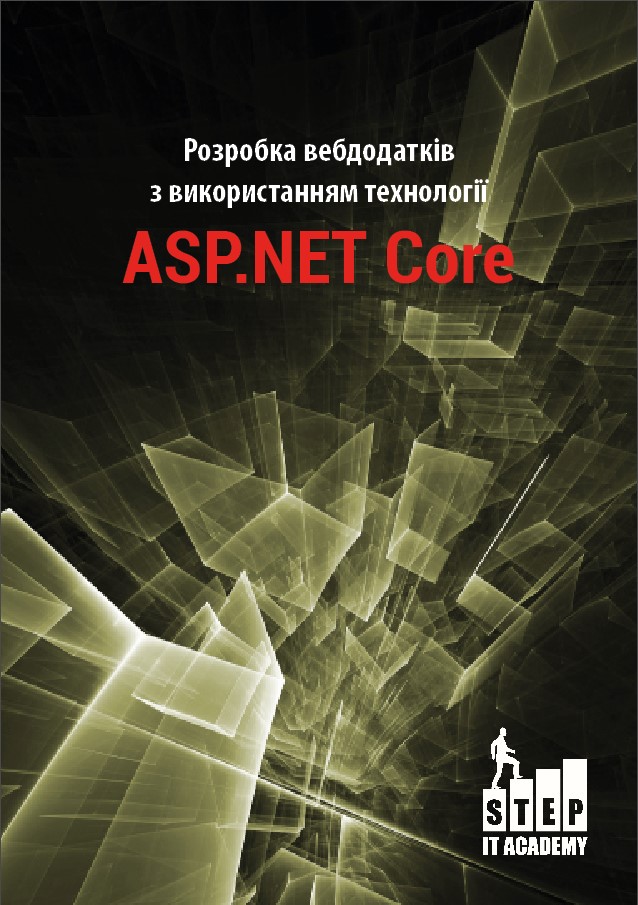 Розробка вебдодатків
з використанням технології
ASP.NET Core
STEP
IT ACADEMY